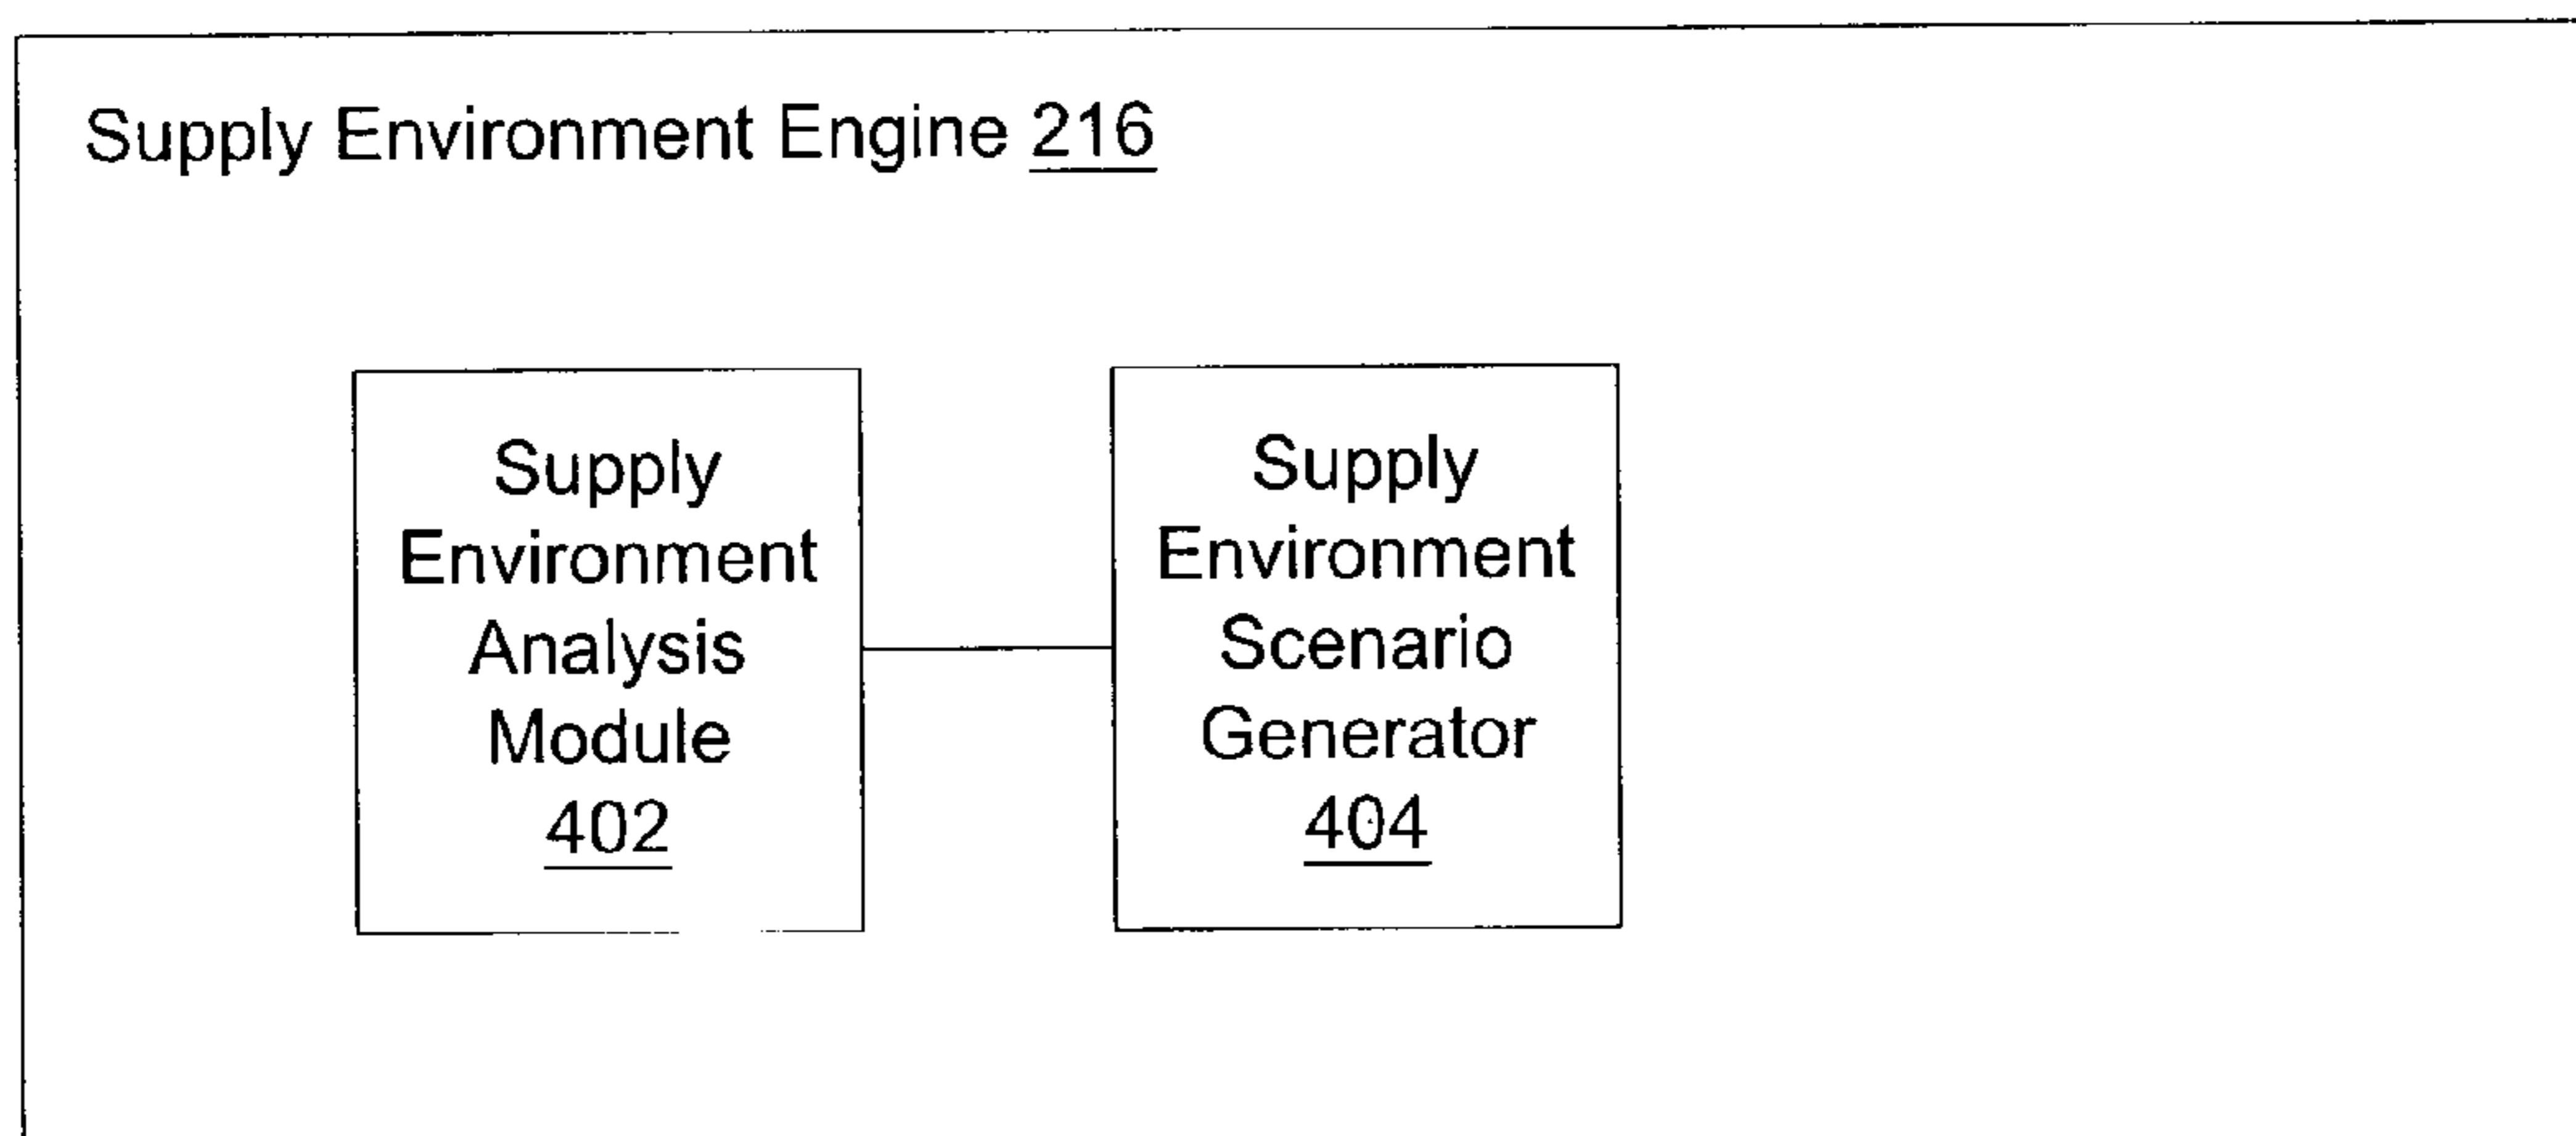 Supply Environment Engine 216
Supply
Environment
Analysis
Module
402
Supply
Environment
Scenario
Generator
404